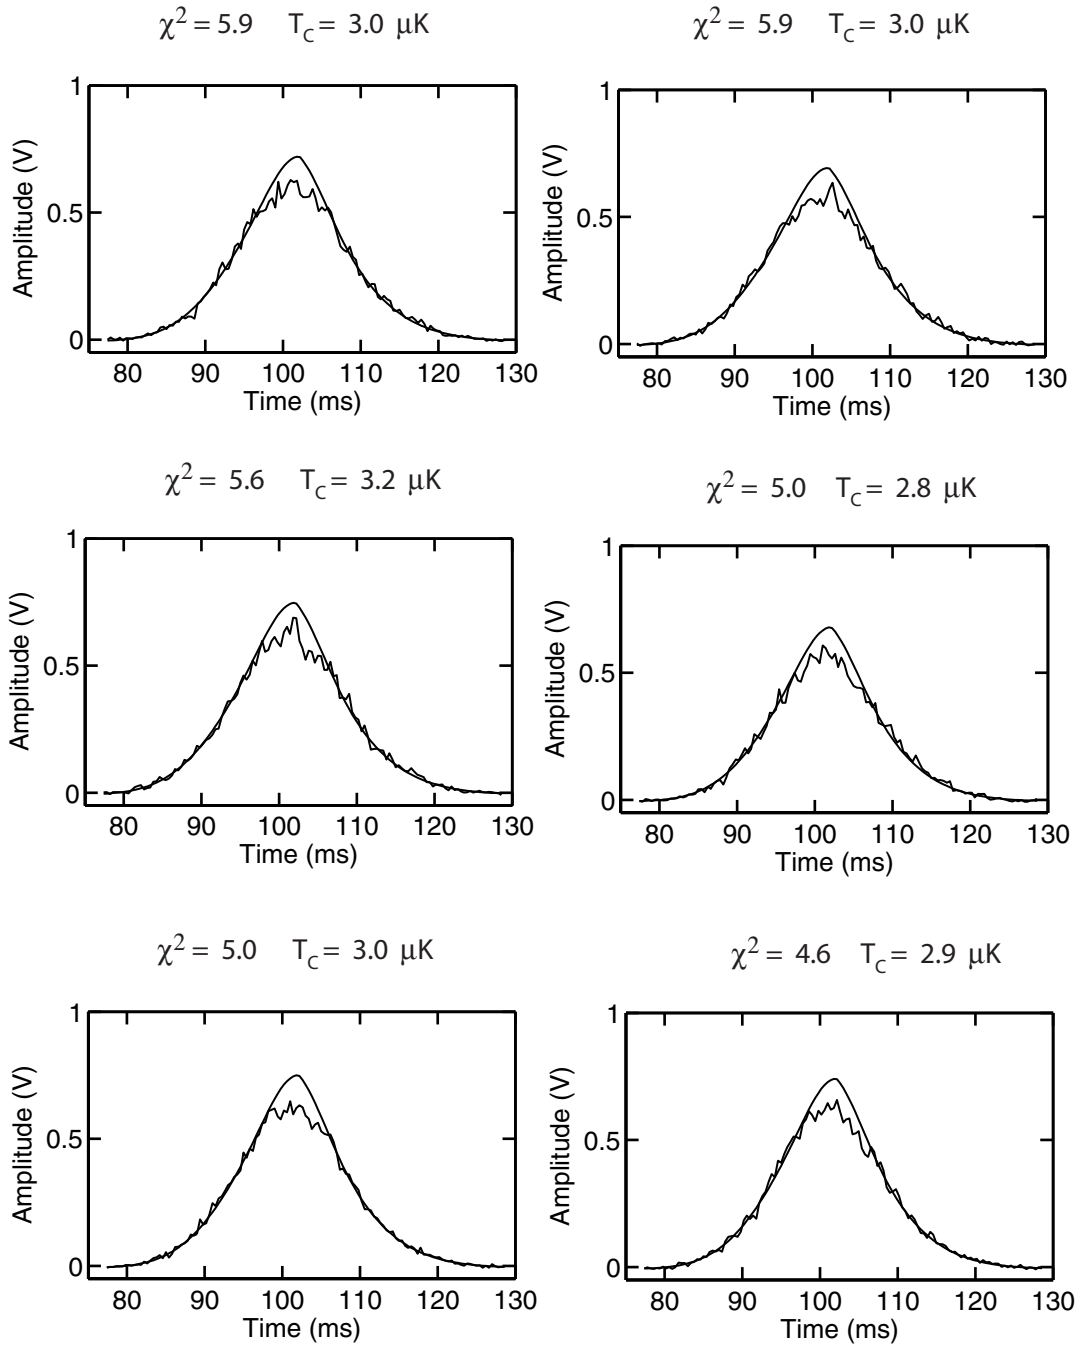 χ² = 5.9 T_C = 3.0 μK
1
0.5
0
Amplitude (V)
80 90 100 110 120 130
Time (ms)
χ² = 5.9 T_C = 3.0 μK
1
0.5
0
Amplitude (V)
80 90 100 110 120 130
Time (ms)
χ² = 5.6 T_C = 3.2 μK
1
0.5
0
Amplitude (V)
80 90 100 110 120 130
Time (ms)
χ² = 5.0 T_C = 2.8 μK
1
0.5
0
Amplitude (V)
80 90 100 110 120 130
Time (ms)
χ² = 5.0 T_C = 3.0 μK
1
0.5
0
Amplitude (V)
80 90 100 110 120 130
Time (ms)
χ² = 4.6 T_C = 2.9 μK
1
0.5
0
Amplitude (V)
80 90 100 110 120 130
Time (ms)